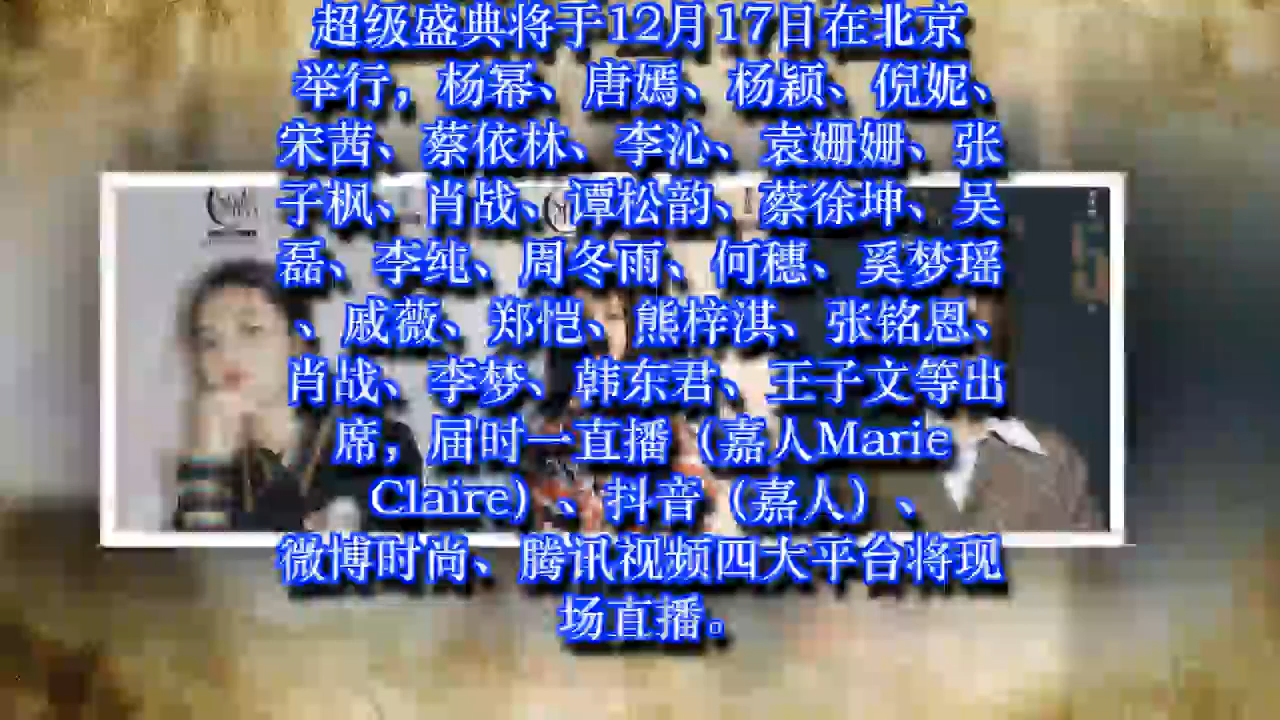 超级盛典将于12月17日在北京
举行，杨幂、唐嫣、杨颖、倪妮、
宋茜、蔡依林、李沁、袁姗姗、张
子枫、肖战、谭松韵、蔡徐坤、吴
磊、李纯、周冬雨、何穗、奚梦瑶
、戚薇、郑恺、熊梓淇、张铭恩、
肖战、李梦、韩东君、王子文等出
席，届时一直播（嘉人Marie
Claire）、抖音（嘉人）、
微博时尚、腾讯视频四大平台将现
场直播。